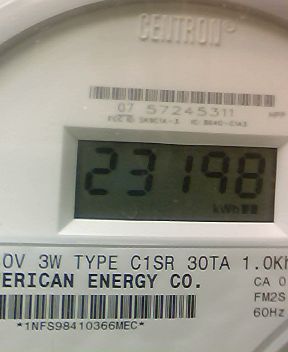 CENTRON®
07 57245311
23198
kWh
0V 3W TYPE C1SR 30TA 1.0Kh
ERICAN ENERGY CO.
CA 0
FM2S
60Hz
*1NFS98410366MEC*